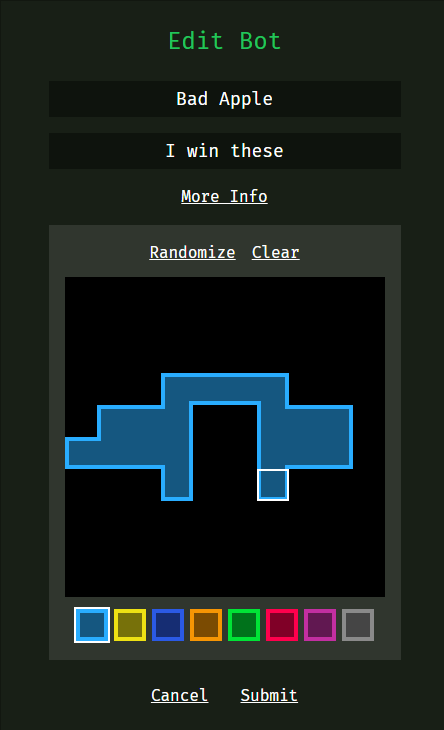 Edit Bot
Bad Apple
I win these
More Info
Randomize Clear
Cancel Submit